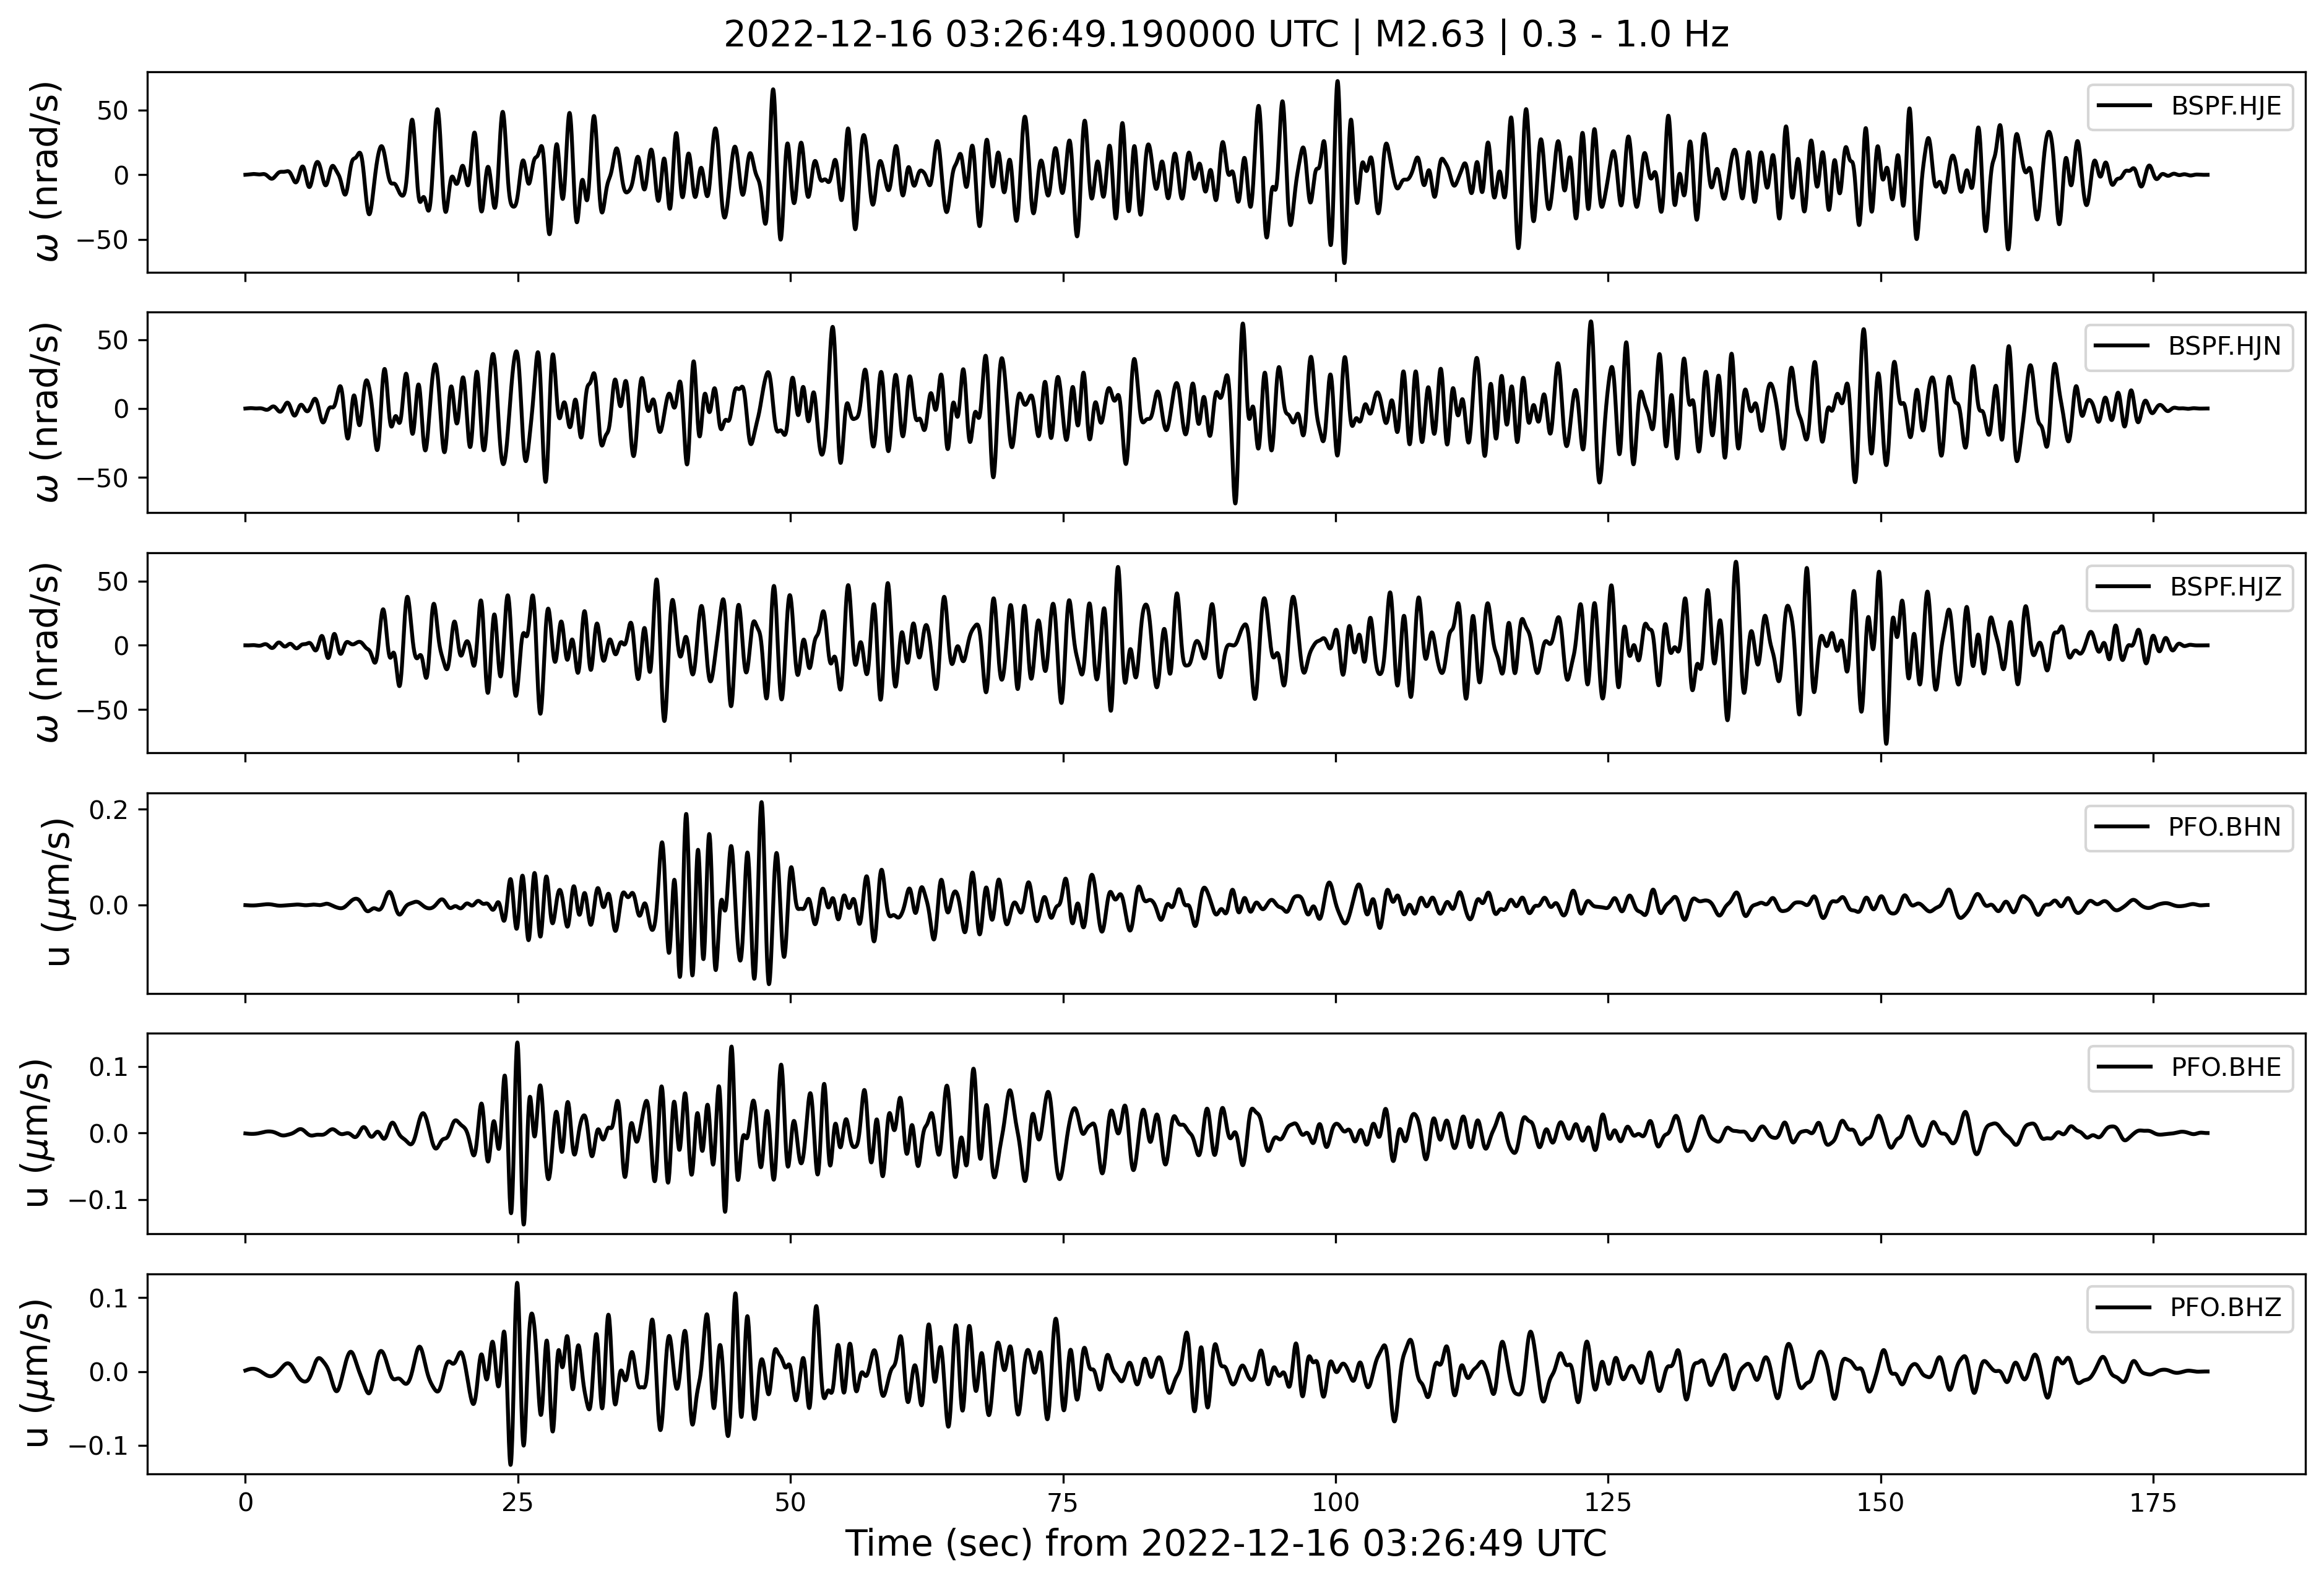 2022-12-16 03:26:49.190000 UTC | M2.63 | 0.3 - 1.0 Hz
ω (nrad/s)
50
0
−50
BSPF.HJE
ω (nrad/s)
50
0
−50
BSPF.HJN
ω (nrad/s)
50
0
−50
BSPF.HJZ
u (μm/s)
0.2
0.0
PFO.BHN
u (μm/s)
0.1
0.0
−0.1
PFO.BHE
u (μm/s)
0.1
0.0
−0.1
PFO.BHZ
0 25 50 75 100 125 150 175
Time (sec) from 2022-12-16 03:26:49 UTC